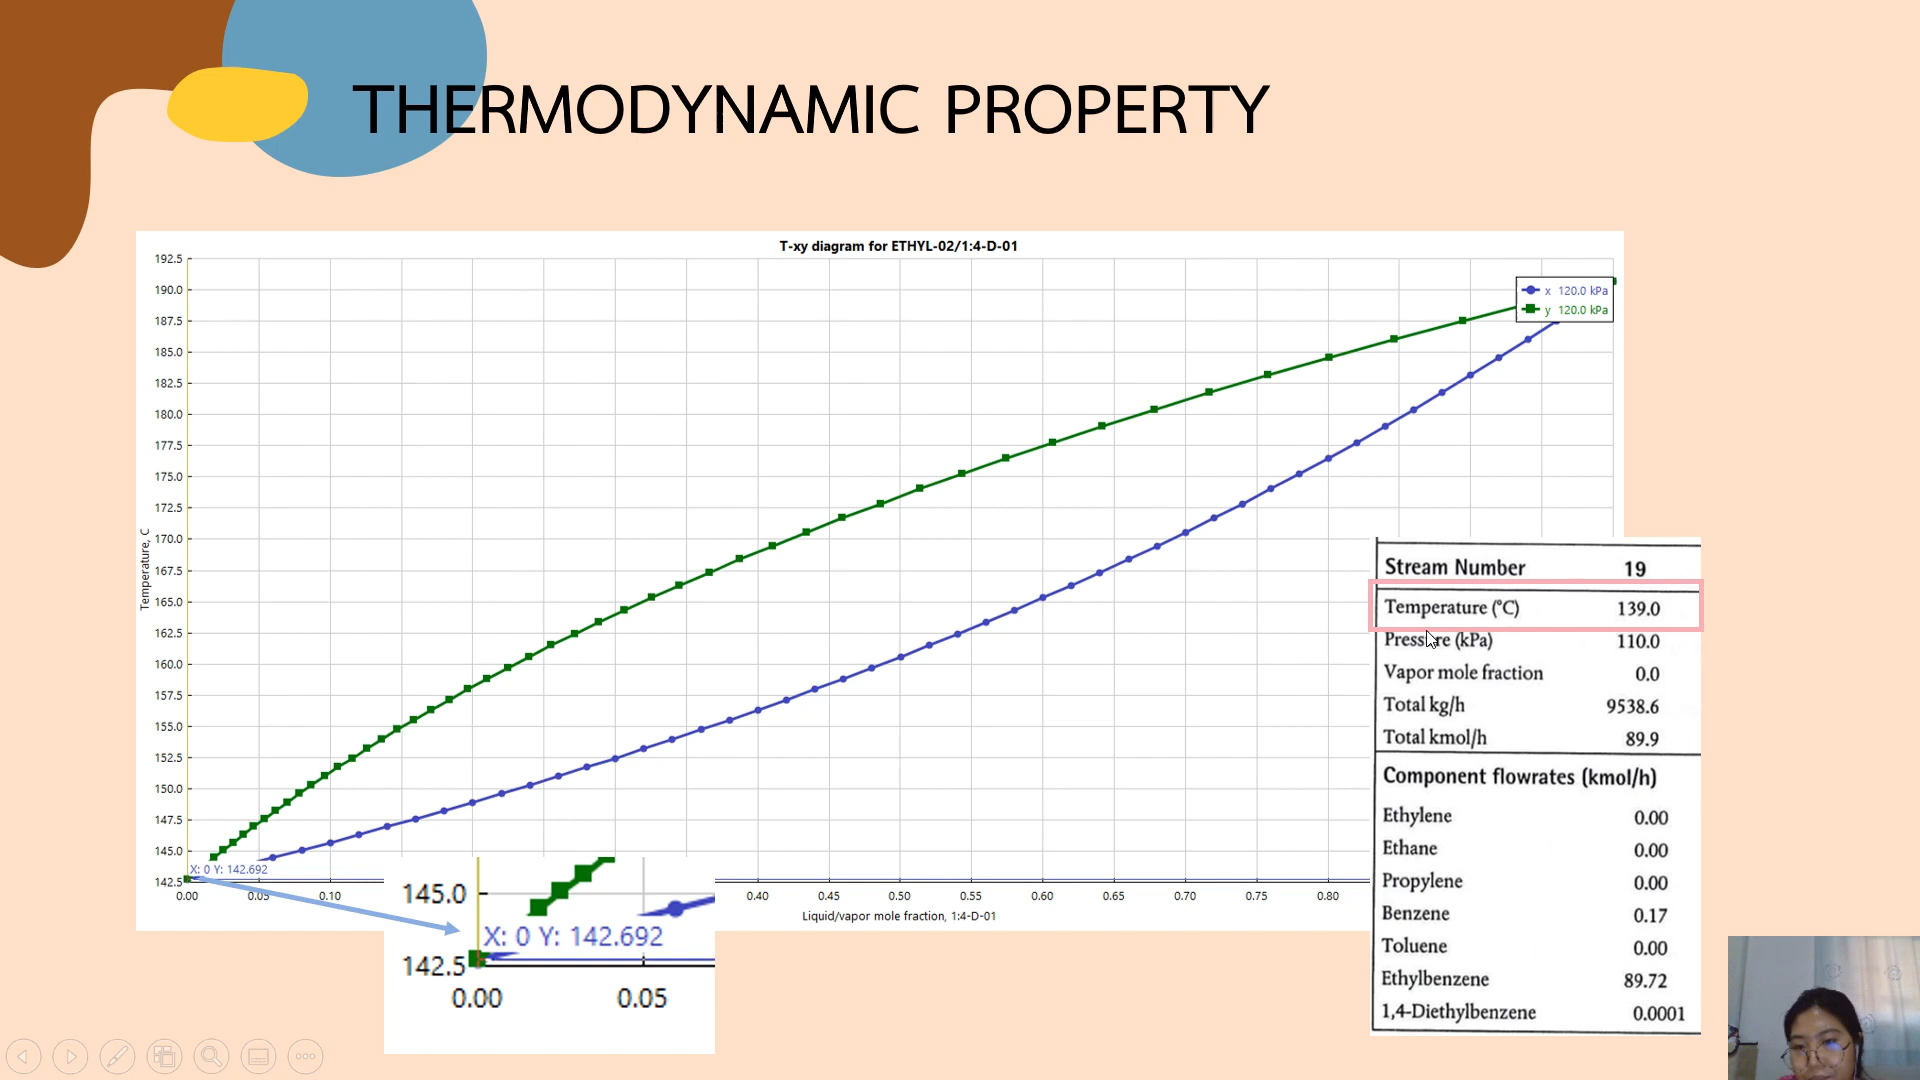 THERMODYNAMIC PROPERTY
T-xy diagram for ETHYL-02/1:4-D-01
192.5
190.0
187.5
185.0
182.5
180.0
177.5
175.0
172.5
170.0
167.5
165.0
162.5
160.0
157.5
155.0
152.5
150.0
147.5
145.0
142.5
Temperature, C
x 120.0 kPa
y 120.0 kPa
X: 0 Y: 142.692
0.00 0.05 0.10 0.40 0.45 0.50 0.55 0.60 0.65 0.70 0.75 0.80
Liquid/vapor mole fraction, 1:4-D-01
145.0
X: 0 Y: 142.692
142.5
0.00 0.05
Stream Number 19
Temperature (°C) 139.0
Pressure (kPa) 110.0
Vapor mole fraction 0.0
Total kg/h 9538.6
Total kmol/h 89.9
Component flowrates (kmol/h)
Ethylene 0.00
Ethane 0.00
Propylene 0.00
Benzene 0.17
Toluene 0.00
Ethylbenzene 89.72
1,4-Diethylbenzene 0.0001